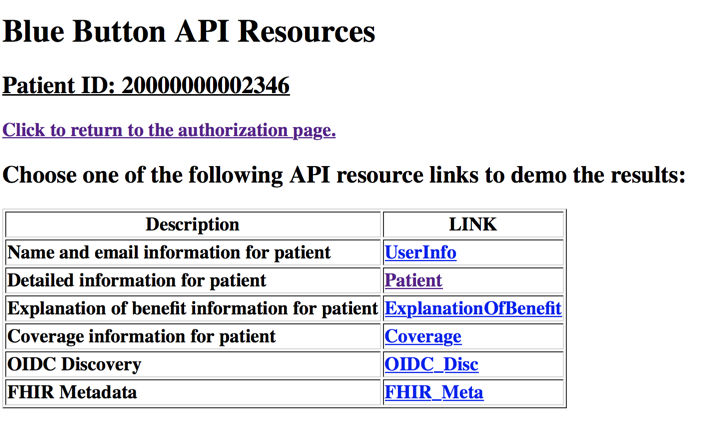 Blue Button API Resources
Patient ID: 20000000002346
Click to return to the authorization page.
Choose one of the following API resource links to demo the results:
Description LINK
Name and email information for patient UserInfo
Detailed information for patient Patient
Explanation of benefit information for patient ExplanationOfBenefit
Coverage information for patient Coverage
OIDC Discovery OIDC_Disc
FHIR Metadata FHIR_Meta